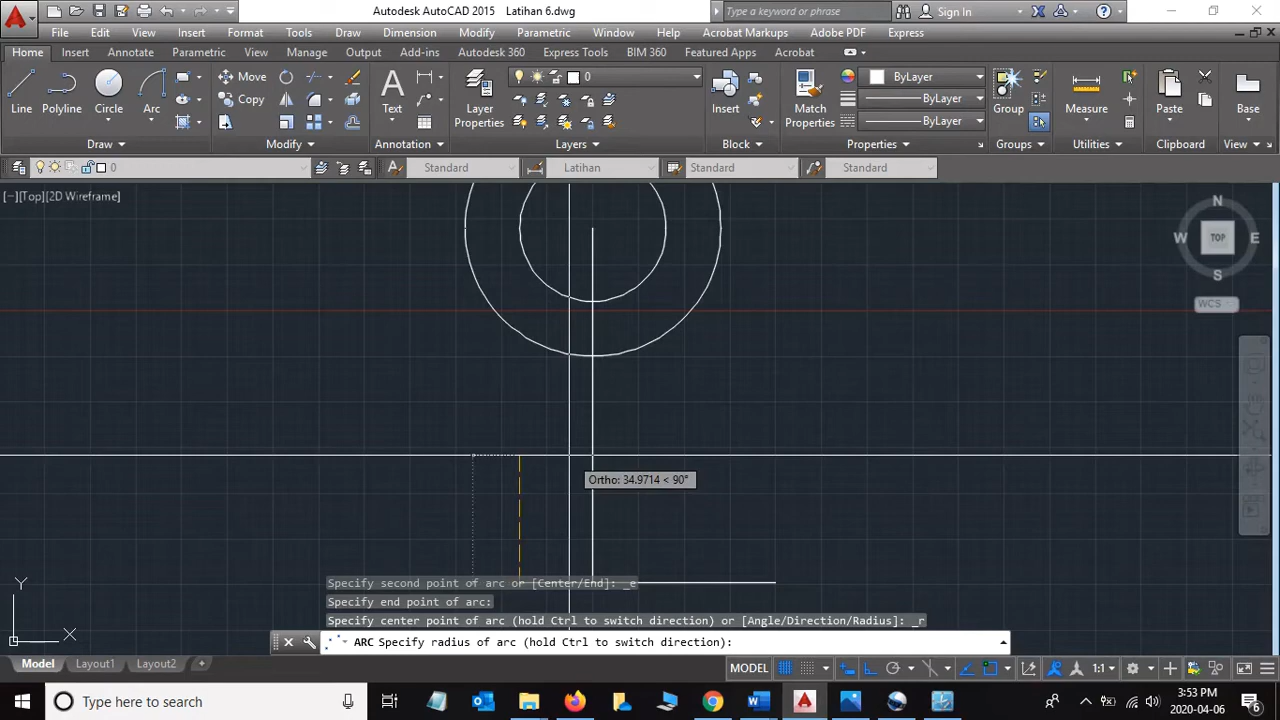 Autodesk AutoCAD 2015 Latihan 6.dwg
Type a keyword or phrase
Sign In
File Edit View Insert Format Tools Draw Dimension Modify Parametric Window Help Acrobat Markups Adobe PDF Express
Home Insert Annotate Parametric View Manage Output Add-ins Autodesk 360 Express Tools BIM 360 Featured Apps Acrobat
Move
0
ByLayer
Copy
ByLayer
Line Polyline Circle Arc
Text
Layer
Properties
Insert
Match
Properties
ByLayer
Group
Measure
Paste
Base
Draw Modify Annotation Layers Block Properties Groups Utilities Clipboard View
0 Standard Latihan Standard Standard
[−][Top][2D Wireframe]
N
W TOP E
S
WCS
Ortho: 34.9714 < 90°
Y
X
Specify second point of arc or [Center/End]: _e
Specify end point of arc:
Specify center point of arc (hold Ctrl to switch direction) or [Angle/Direction/Radius]: _r
ARC Specify radius of arc (hold Ctrl to switch direction):
Model Layout1 Layout2 +
MODEL 1:1
Type here to search
3:53 PM
2020-04-06
6